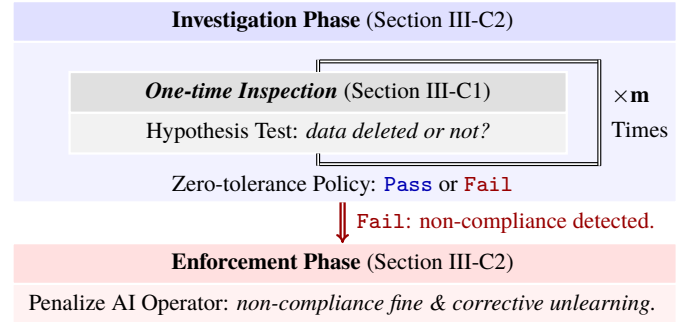 Investigation Phase (Section III-C2)
One-time Inspection (Section III-C1)
Hypothesis Test: data deleted or not?
×m
Times
Zero-tolerance Policy: Pass or Fail
Fail: non-compliance detected.
Enforcement Phase (Section III-C2)
Penalize AI Operator: non-compliance fine & corrective unlearning.